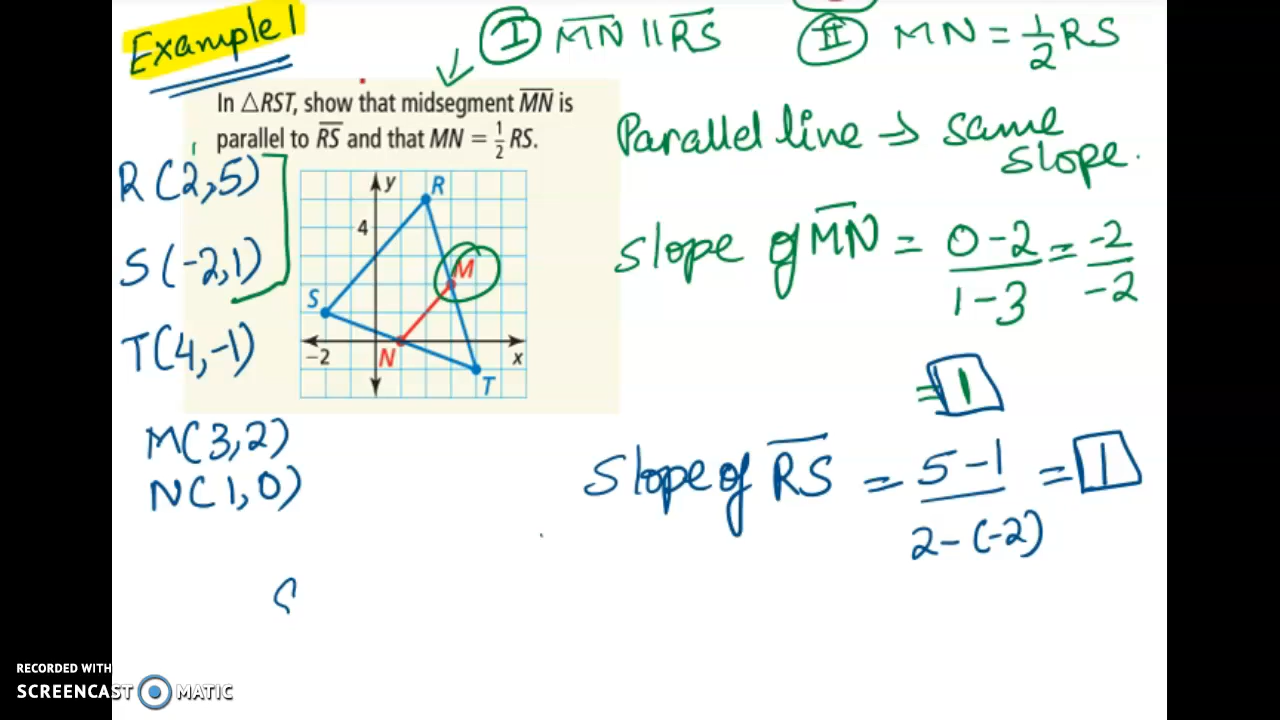 Example 1
I MN || RS
II MN = 1/2 RS
In △RST, show that midsegment MN is
parallel to RS and that MN = 1/2 RS.
R(2,5)
S(-2,1)
T(4,-1)
M(3,2)
N(1,0)
y
R
4
M
S
-2
N
x
T
Parallel line → same
slope.
Slope of MN = 0-2/1-3 = -2/-2
= 1
Slope of RS = 5-1/2-(-2) = 1
S
RECORDED WITH
SCREENCAST MATIC